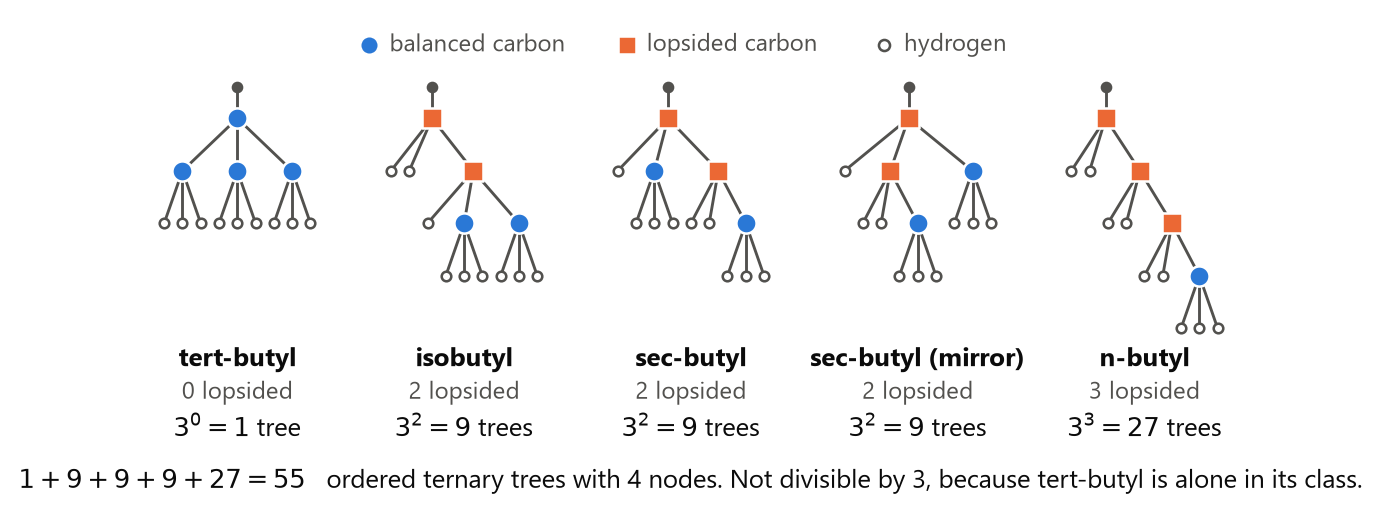 balanced carbon lopsided carbon hydrogen
tert-butyl isobutyl sec-butyl sec-butyl (mirror) n-butyl
0 lopsided 2 lopsided 2 lopsided 2 lopsided 3 lopsided
3⁰ = 1 tree 3² = 9 trees 3² = 9 trees 3² = 9 trees 3³ = 27 trees
1 + 9 + 9 + 9 + 27 = 55 ordered ternary trees with 4 nodes. Not divisible by 3, because tert-butyl is alone in its class.